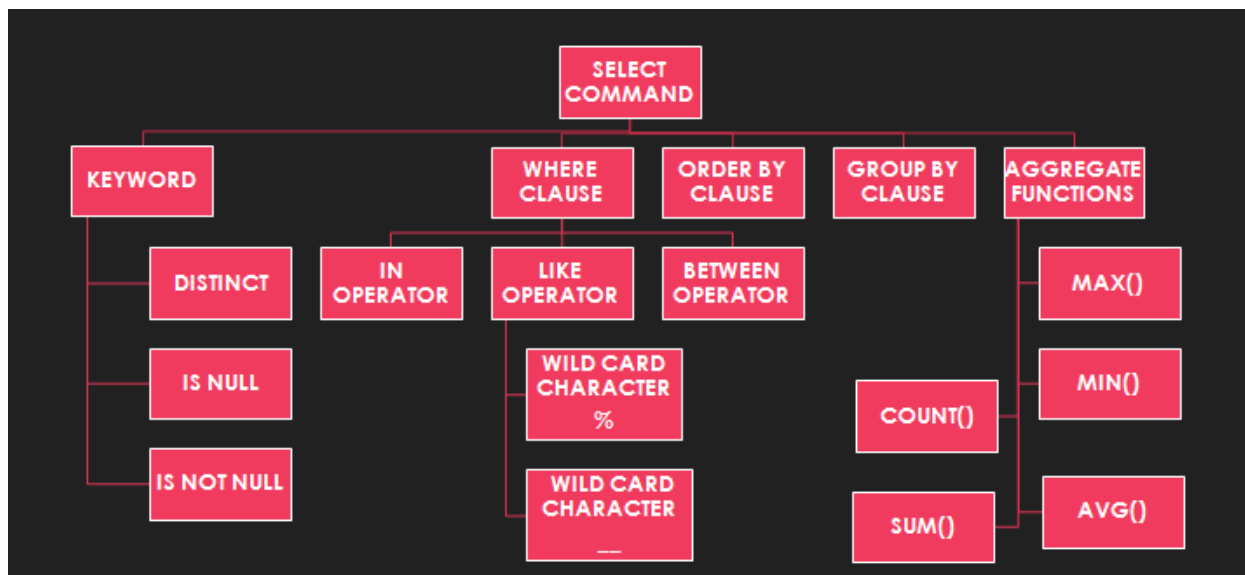 SELECT
COMMAND
KEYWORD
WHERE
CLAUSE
ORDER BY
CLAUSE
GROUP BY
CLAUSE
AGGREGATE
FUNCTIONS
DISTINCT
IS NULL
IS NOT NULL
IN
OPERATOR
LIKE
OPERATOR
BETWEEN
OPERATOR
WILD CARD
CHARACTER
%
WILD CARD
CHARACTER
__
MAX()
MIN()
COUNT()
AVG()
SUM()